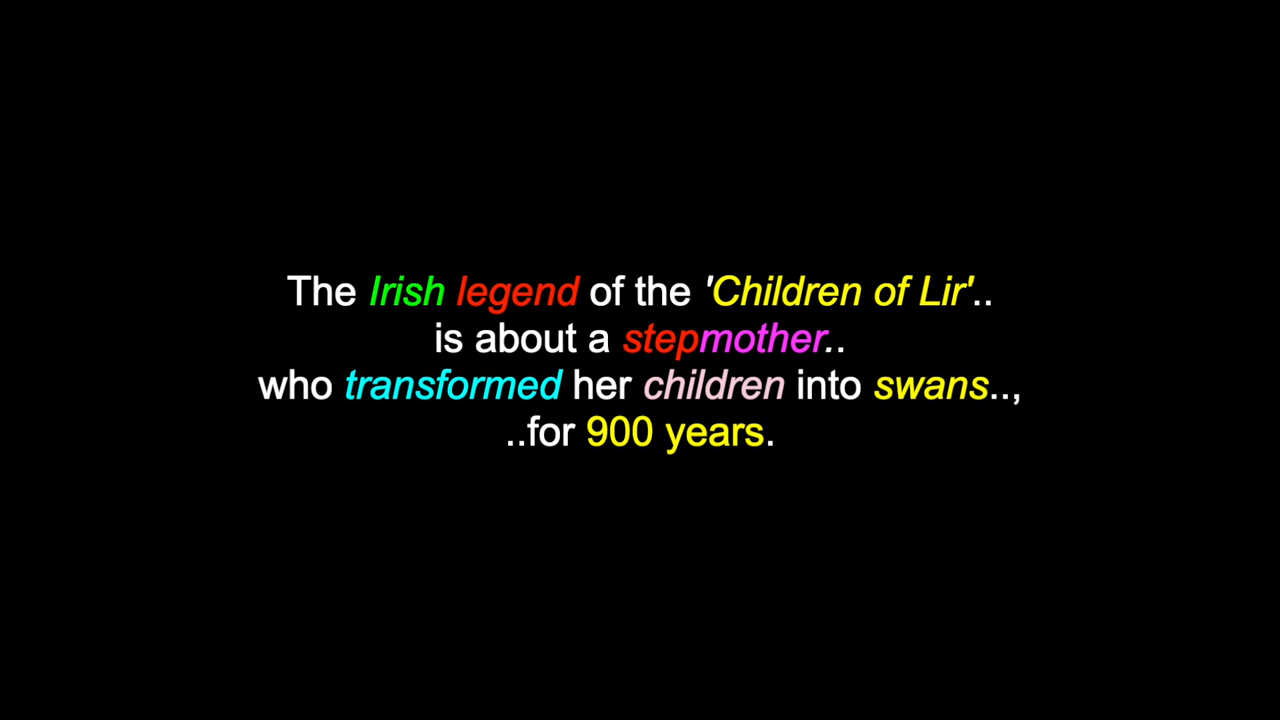 The Irish legend of the 'Children of Lir'..
is about a stepmother..
who transformed her children into swans..,
..for 900 years.